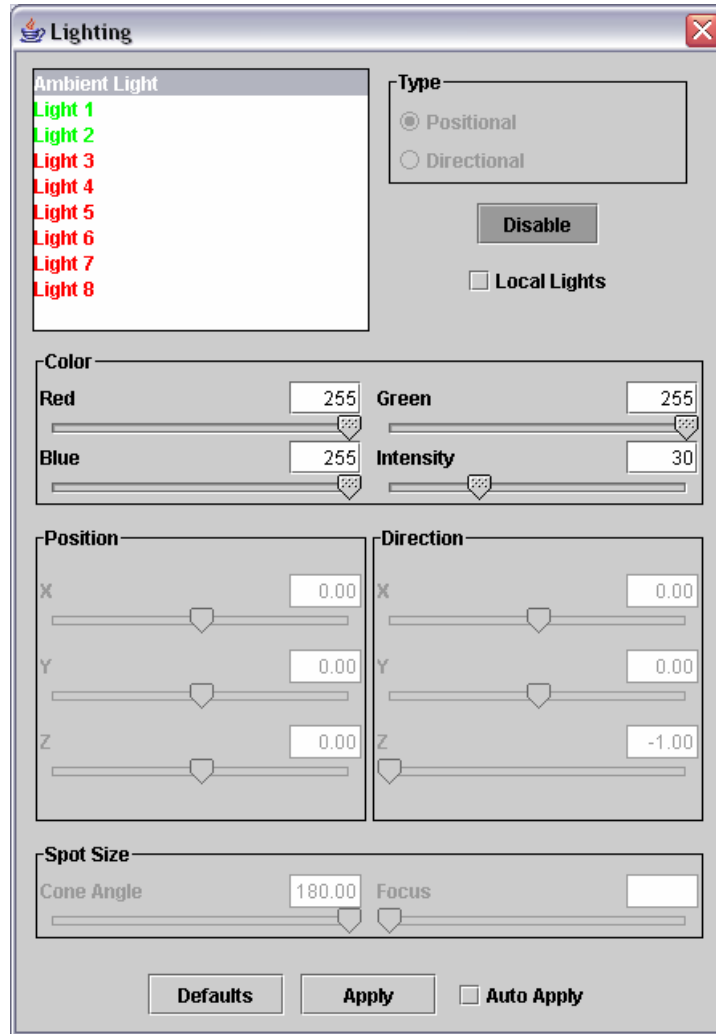 Lighting
Ambient Light
Light 1
Light 2
Light 3
Light 4
Light 5
Light 6
Light 7
Light 8
Type
Positional
Directional
Disable
Local Lights
Color
Red 255 Green 255
Blue 255 Intensity 30
Position Direction
X 0.00 X 0.00
Y 0.00 Y 0.00
Z 0.00 Z -1.00
Spot Size
Cone Angle 180.00 Focus
Defaults Apply Auto Apply